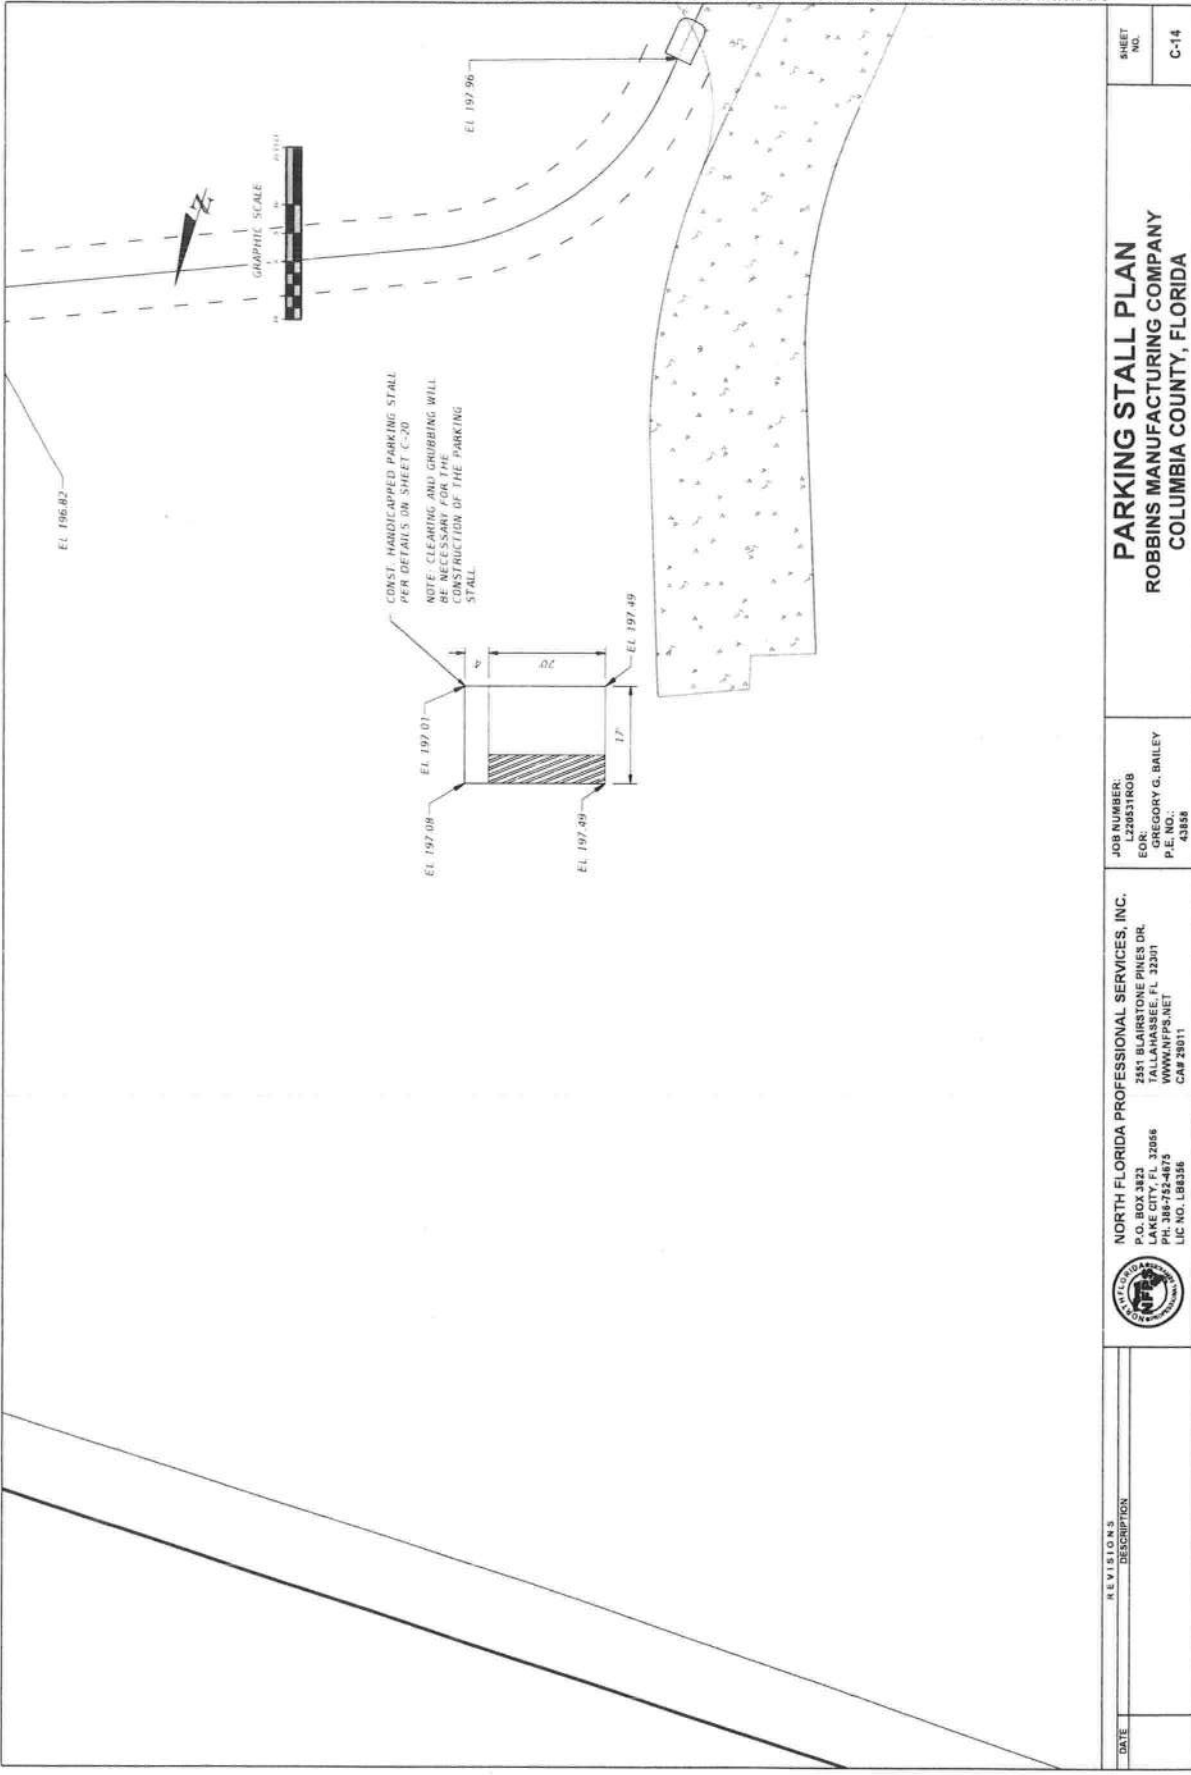 EL 196.82
GRAPHIC SCALE
N
EL 197.96
CONST. HANDICAPPED PARKING STALL
PER DETAILS ON SHEET C-20
NOTE: CLEARING AND GRUBBING WILL
BE NECESSARY FOR THE
CONSTRUCTION OF THE PARKING
STALL.
EL 197.08
EL 197.01
4'
20'
17'
EL 197.49
EL 197.49
REVISIONS
DATE
DESCRIPTION
NORTH FLORIDA
NFPS
NORTH FLORIDA PROFESSIONAL SERVICES, INC.
P.O. BOX 3823
LAKE CITY, FL 32056
PH. 386-752-4675
LIC NO. LB8356
2551 BLAIRSTONE PINES DR.
TALLAHASSEE, FL 32301
WWW.NFPS.NET
CA# 29011
JOB NUMBER:
L220531ROB
EOR:
GREGORY G. BAILEY
P.E. NO.:
43858
PARKING STALL PLAN
ROBBINS MANUFACTURING COMPANY
COLUMBIA COUNTY, FLORIDA
SHEET
NO.
C-14